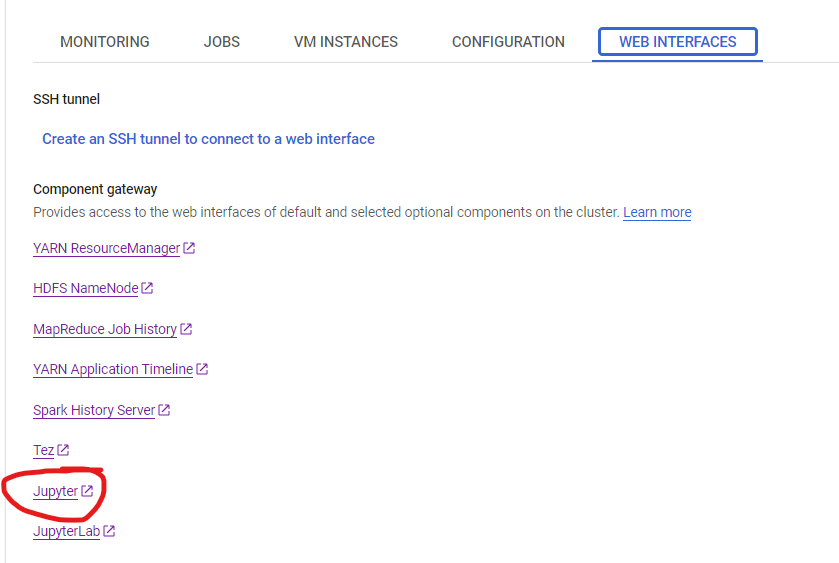 MONITORING JOBS VM INSTANCES CONFIGURATION WEB INTERFACES
SSH tunnel
Create an SSH tunnel to connect to a web interface
Component gateway
Provides access to the web interfaces of default and selected optional components on the cluster. Learn more
YARN ResourceManager
HDFS NameNode
MapReduce Job History
YARN Application Timeline
Spark History Server
Tez
Jupyter
JupyterLab